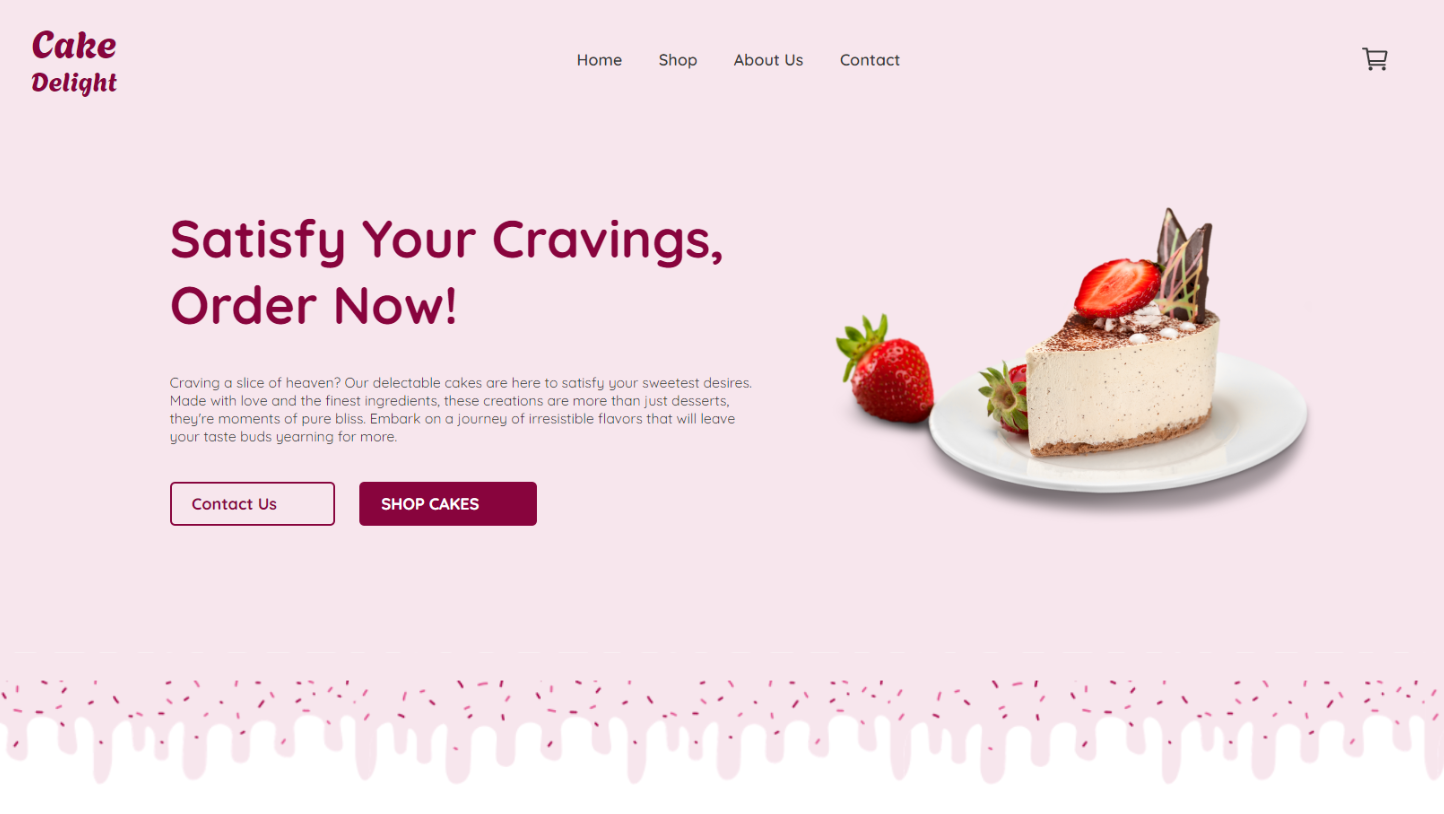 Cake
Delight
Home Shop About Us Contact
Satisfy Your Cravings,
Order Now!
Craving a slice of heaven? Our delectable cakes are here to satisfy your sweetest desires.
Made with love and the finest ingredients, these creations are more than just desserts,
they're moments of pure bliss. Embark on a journey of irresistible flavors that will leave
your taste buds yearning for more.
Contact Us SHOP CAKES